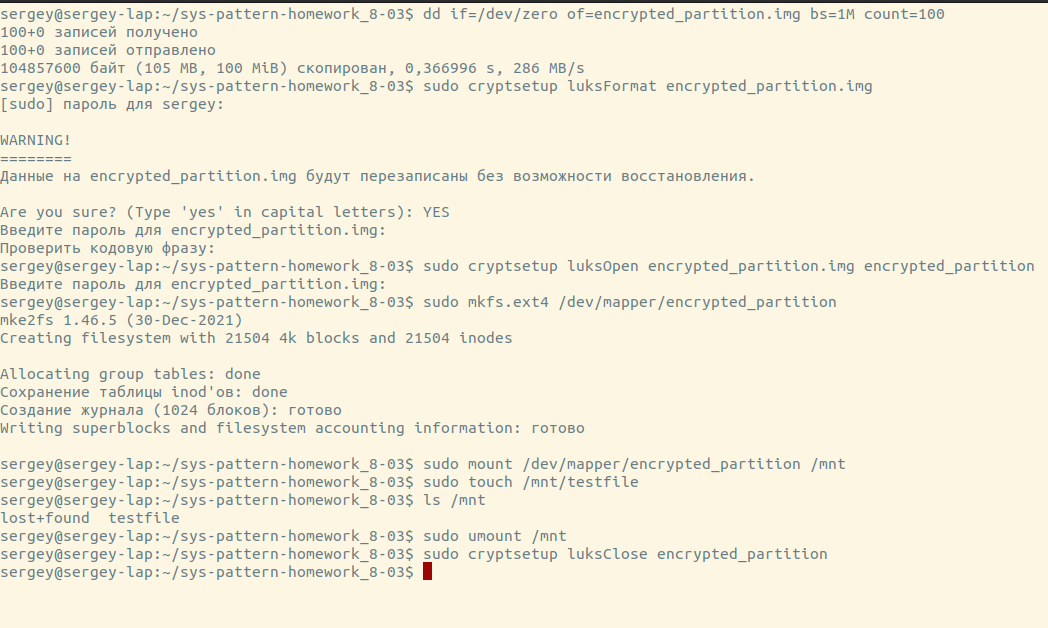 sergey@sergey-lap:~/sys-pattern-homework_8-03$ dd if=/dev/zero of=encrypted_partition.img bs=1M count=100
100+0 записей получено
100+0 записей отправлено
104857600 байт (105 MB, 100 MiB) скопирован, 0,366996 s, 286 MB/s
sergey@sergey-lap:~/sys-pattern-homework_8-03$ sudo cryptsetup luksFormat encrypted_partition.img
[sudo] пароль для sergey:
WARNING!
========
Данные на encrypted_partition.img будут перезаписаны без возможности восстановления.
Are you sure? (Type 'yes' in capital letters): YES
Введите пароль для encrypted_partition.img:
Проверить кодовую фразу:
sergey@sergey-lap:~/sys-pattern-homework_8-03$ sudo cryptsetup luksOpen encrypted_partition.img encrypted_partition
Введите пароль для encrypted_partition.img:
sergey@sergey-lap:~/sys-pattern-homework_8-03$ sudo mkfs.ext4 /dev/mapper/encrypted_partition
mke2fs 1.46.5 (30-Dec-2021)
Creating filesystem with 21504 4k blocks and 21504 inodes
Allocating group tables: done
Сохранение таблицы inod'ов: done
Создание журнала (1024 блоков): готово
Writing superblocks and filesystem accounting information: готово
sergey@sergey-lap:~/sys-pattern-homework_8-03$ sudo mount /dev/mapper/encrypted_partition /mnt
sergey@sergey-lap:~/sys-pattern-homework_8-03$ sudo touch /mnt/testfile
sergey@sergey-lap:~/sys-pattern-homework_8-03$ ls /mnt
lost+found  testfile
sergey@sergey-lap:~/sys-pattern-homework_8-03$ sudo umount /mnt
sergey@sergey-lap:~/sys-pattern-homework_8-03$ sudo cryptsetup luksClose encrypted_partition
sergey@sergey-lap:~/sys-pattern-homework_8-03$